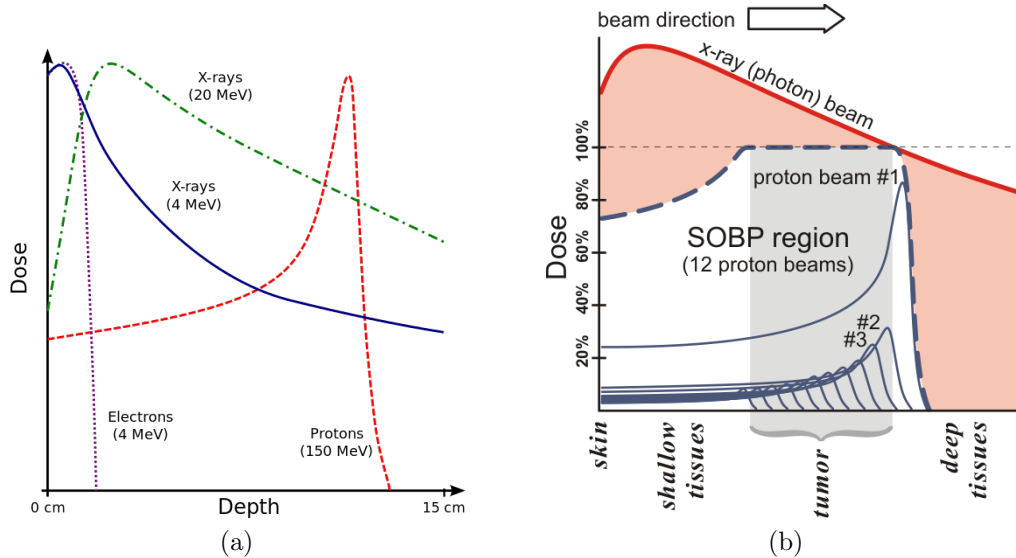 X-rays
(20 MeV)
X-rays
(4 MeV)
Dose
Electrons
(4 MeV)
Protons
(150 MeV)
0 cm
Depth
15 cm
(a)
beam direction
x-ray (photon) beam
100%
80%
60%
40%
20%
Dose
proton beam #1
SOBP region
(12 proton beams)
#2
#3
skin
shallow
tissues
tumor
deep
tissues
(b)